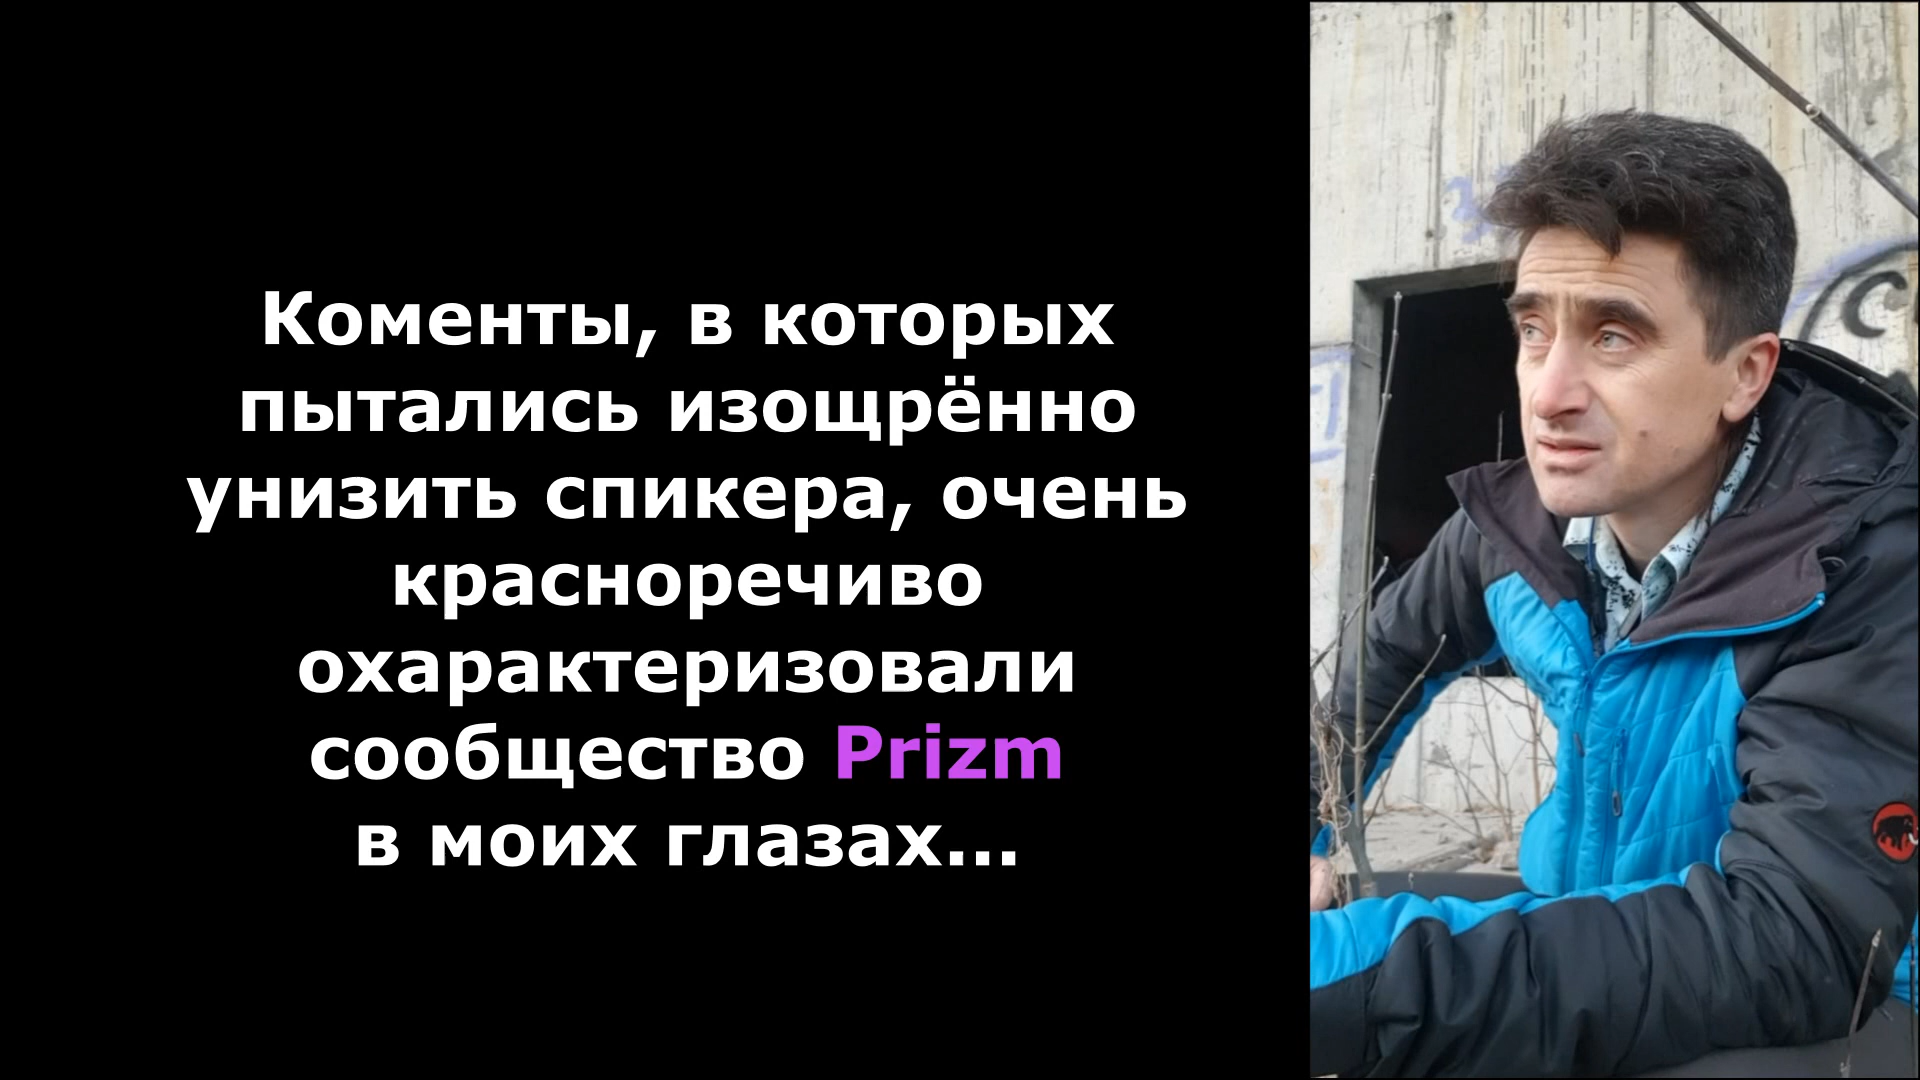 Коменты, в которых
пытались изощрённо
унизить спикера, очень
красноречиво
охарактеризовали
сообщество Prizm
в моих глазах...